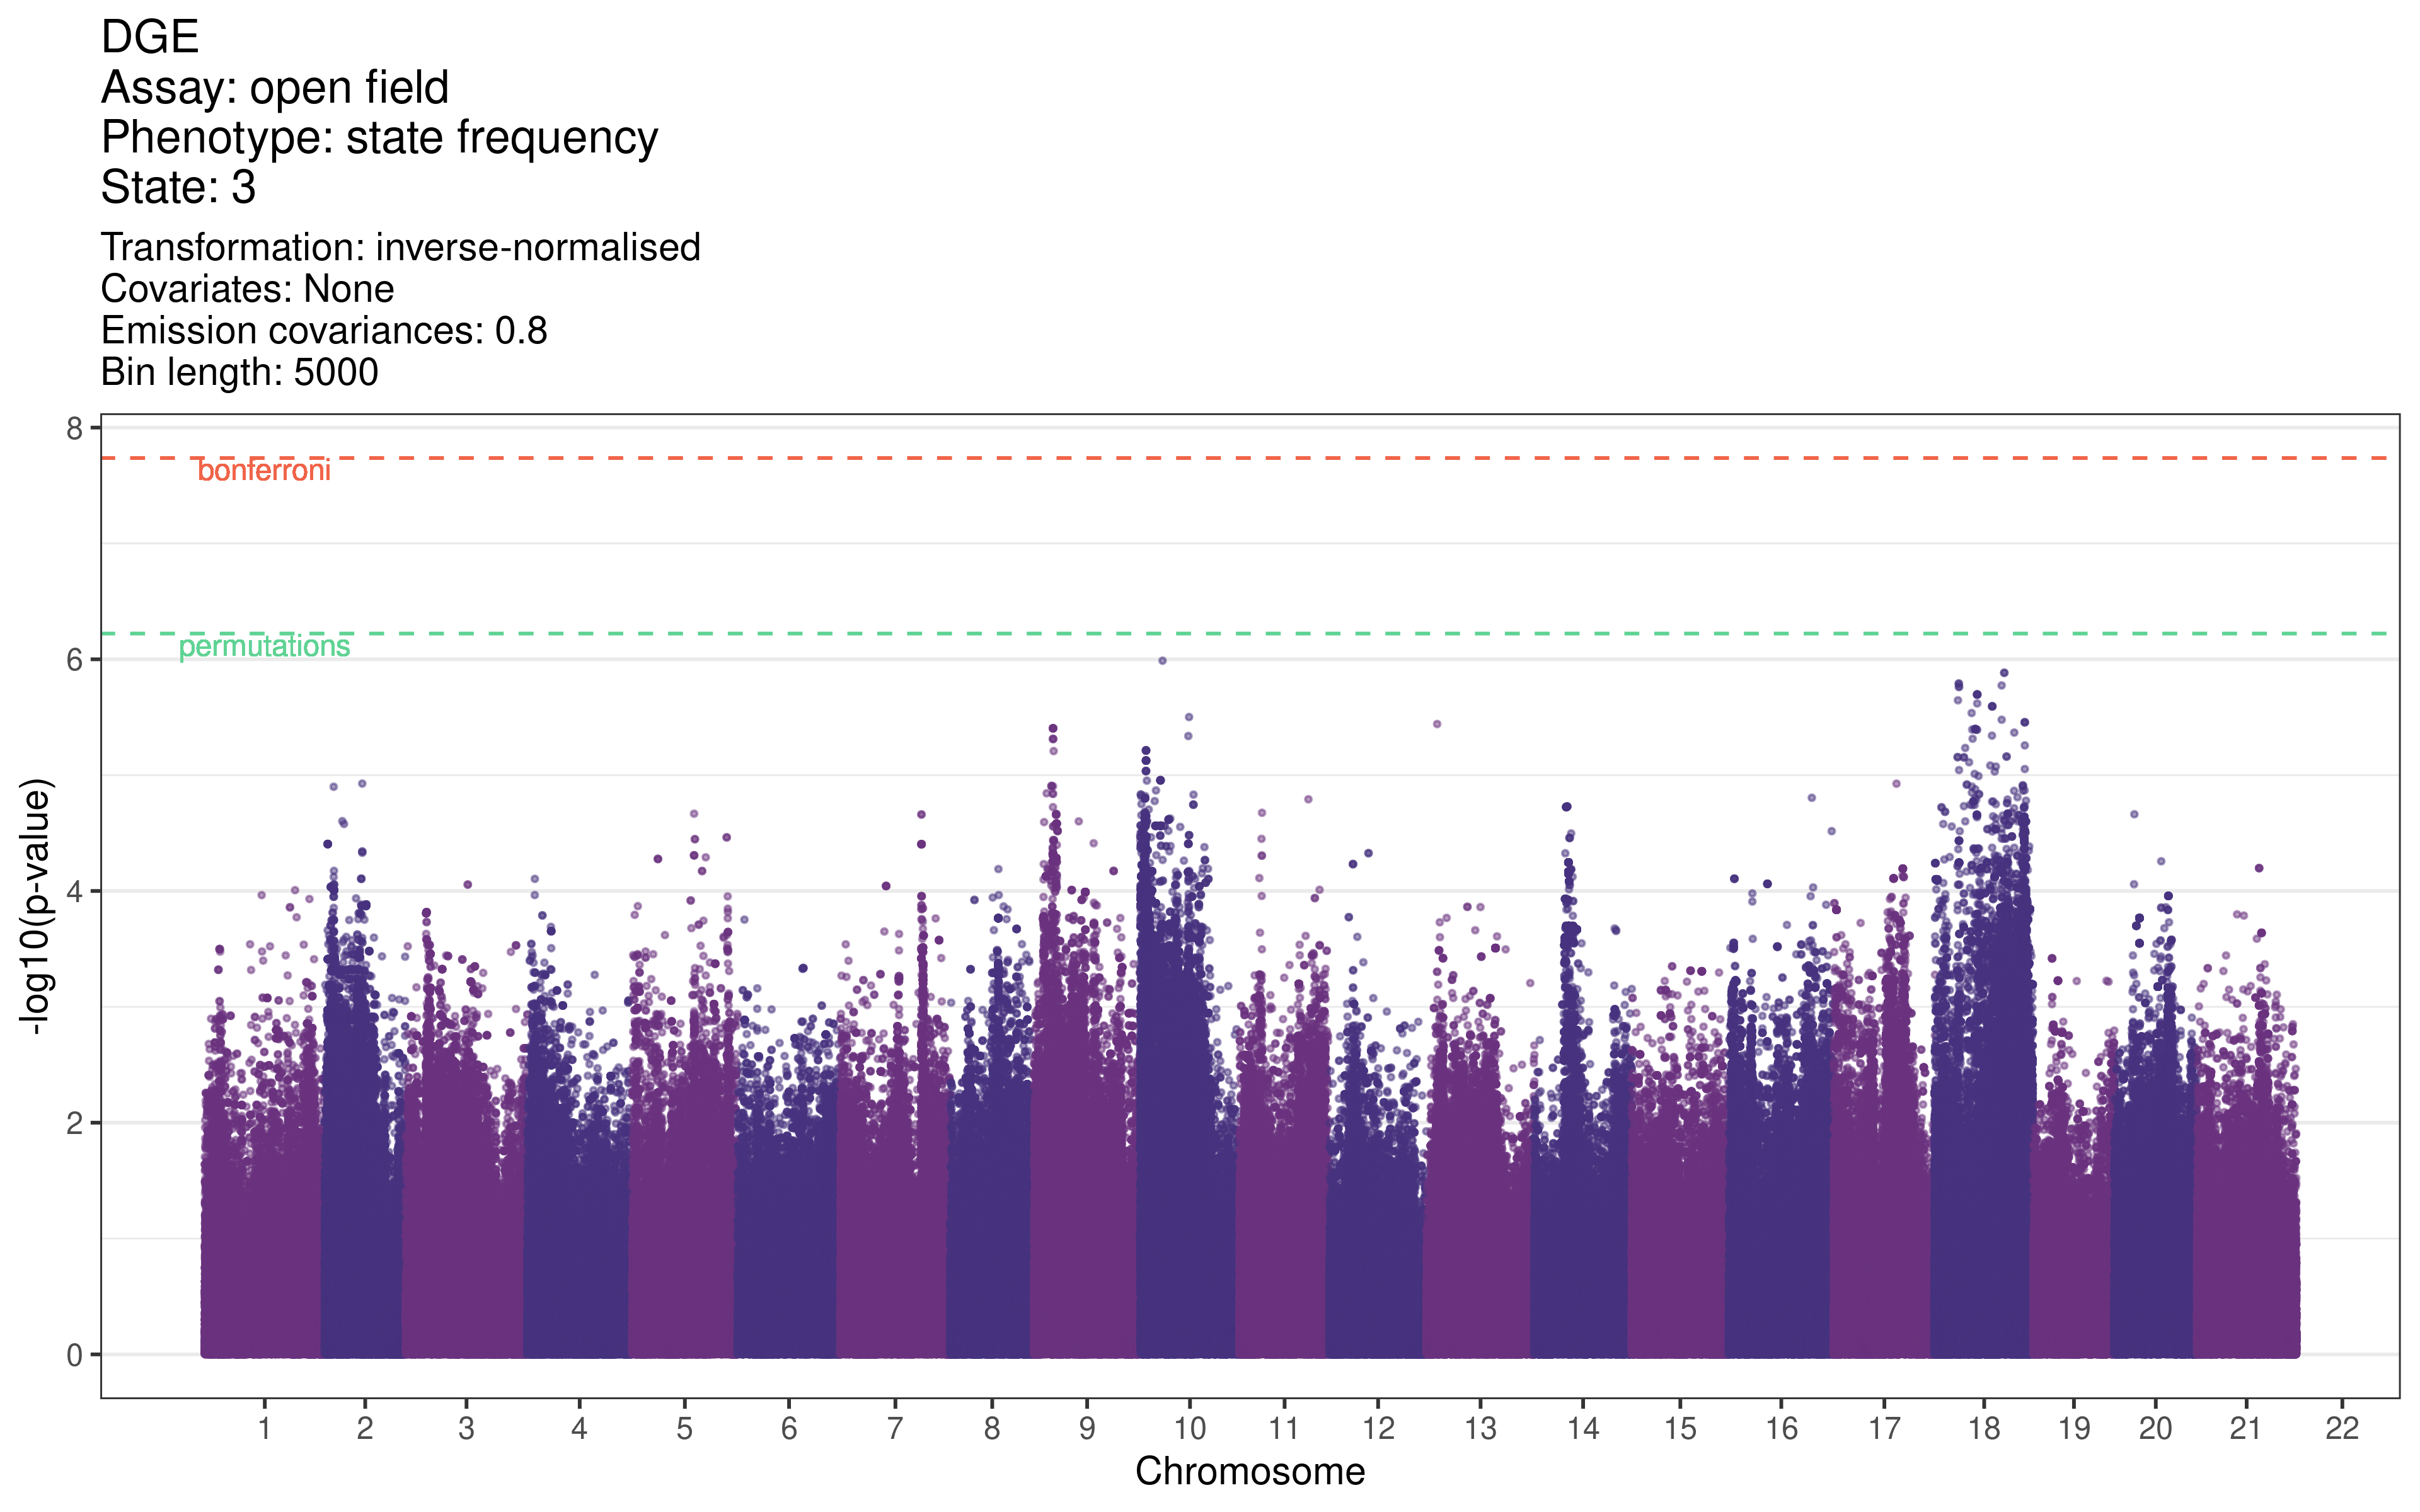 DGE
Assay: open field
Phenotype: state frequency
State: 3
Transformation: inverse-normalised
Covariates: None
Emission covariances: 0.8
Bin length: 5000
8
bonferroni
permutations
6
4
2
0
-log10(p-value)
1 2 3 4 5 6 7 8 9 10 11 12 13 14 15 16 17 18 19 20 21 22
Chromosome